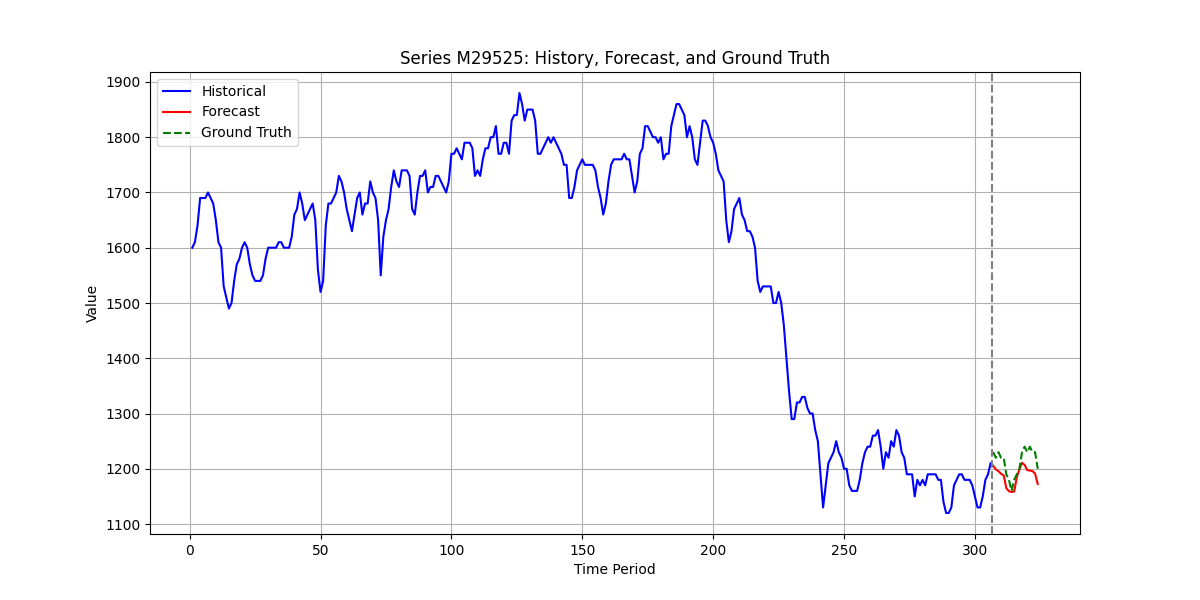 Series M29525: History, Forecast, and Ground Truth
Historical
Forecast
Ground Truth
1900
1800
1700
1600
1500
1400
1300
1200
1100
Value
0 50 100 150 200 250 300
Time Period